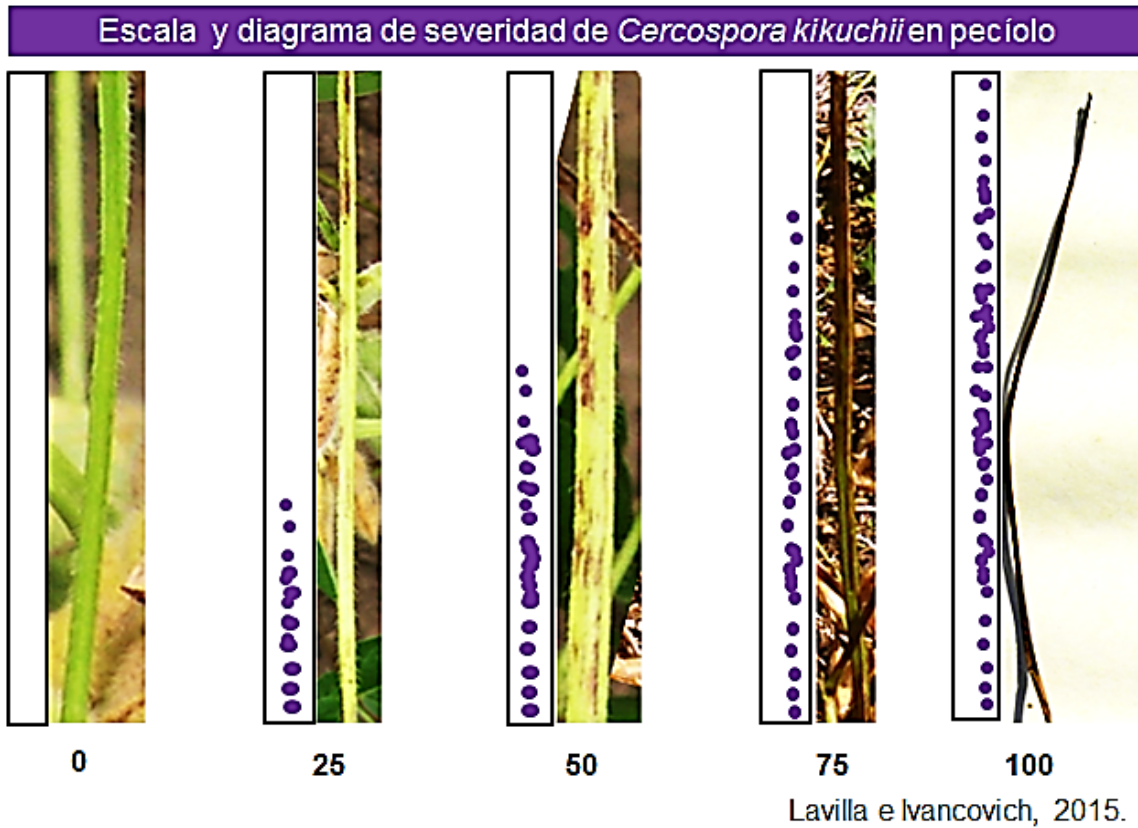 Escala y diagrama de severidad de Cercospora kikuchii en pecíolo
0 25 50 75 100
Lavilla e Ivancovich, 2015.